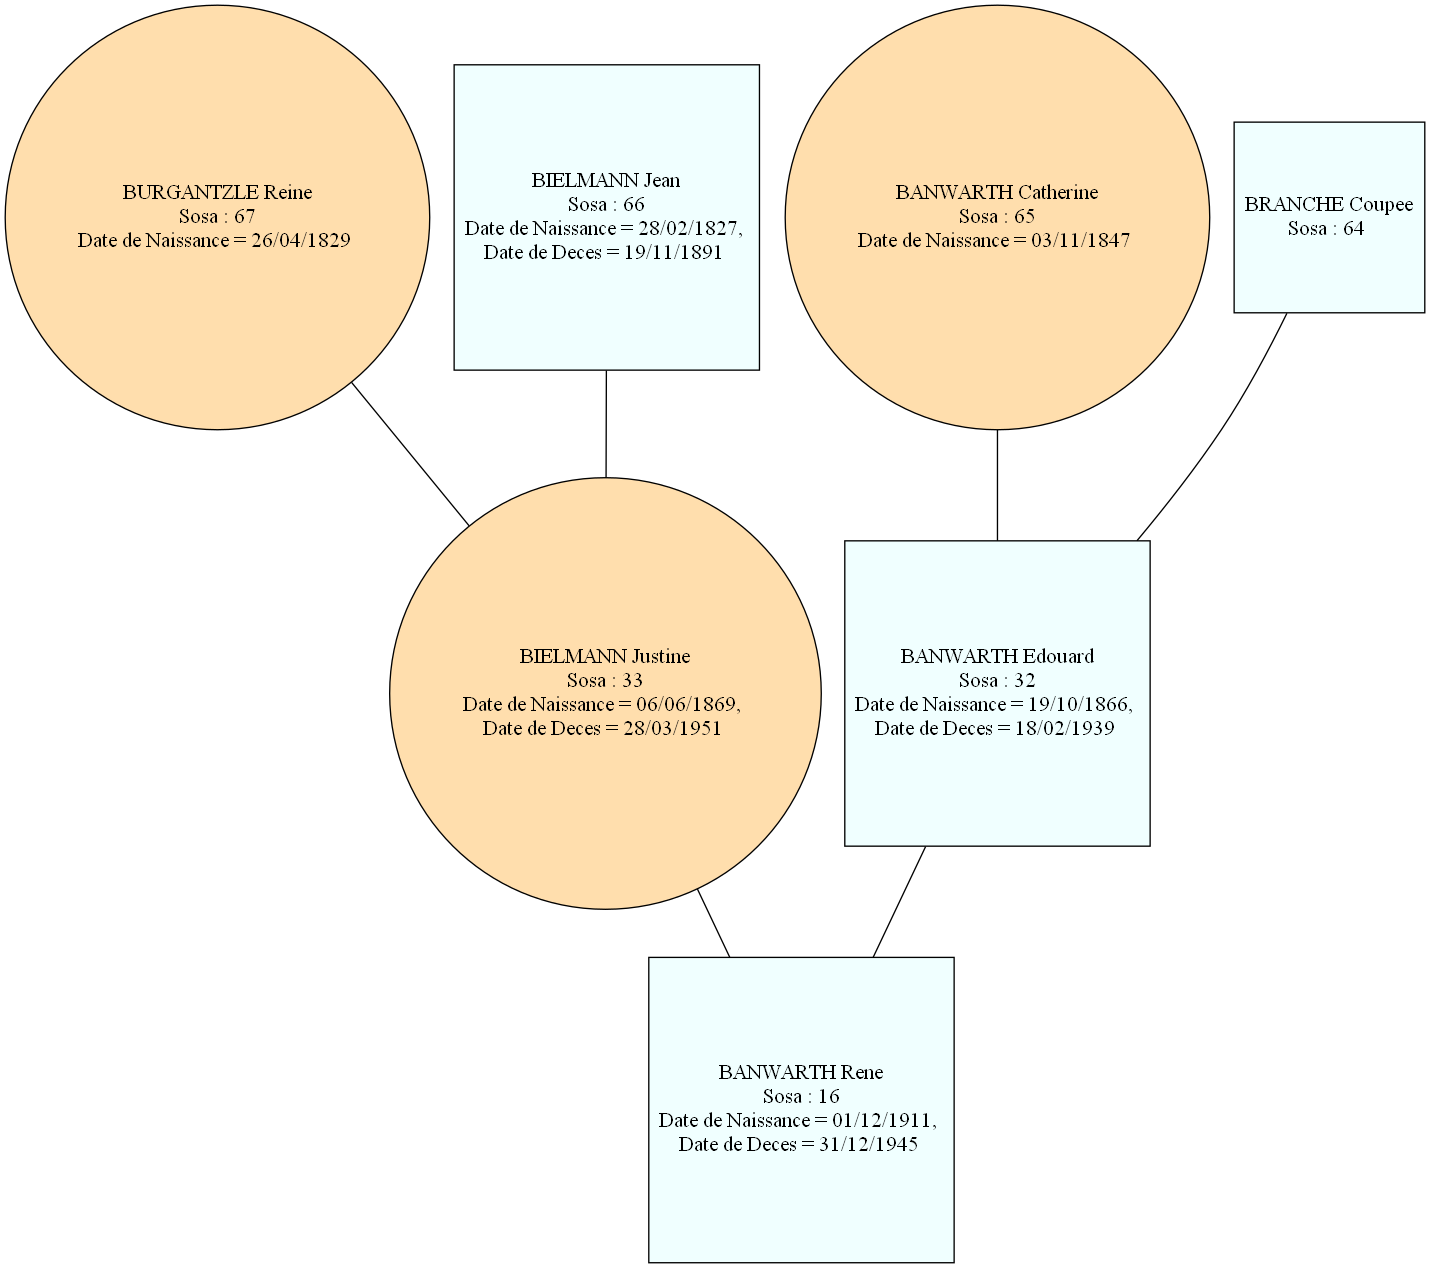 BURGANTZLE Reine
Sosa : 67
Date de Naissance = 26/04/1829
BIELMANN Jean
Sosa : 66
Date de Naissance = 28/02/1827,
Date de Deces = 19/11/1891
BANWARTH Catherine
Sosa : 65
Date de Naissance = 03/11/1847
BRANCHE Coupee
Sosa : 64
BIELMANN Justine
Sosa : 33
Date de Naissance = 06/06/1869,
Date de Deces = 28/03/1951
BANWARTH Edouard
Sosa : 32
Date de Naissance = 19/10/1866,
Date de Deces = 18/02/1939
BANWARTH Rene
Sosa : 16
Date de Naissance = 01/12/1911,
Date de Deces = 31/12/1945